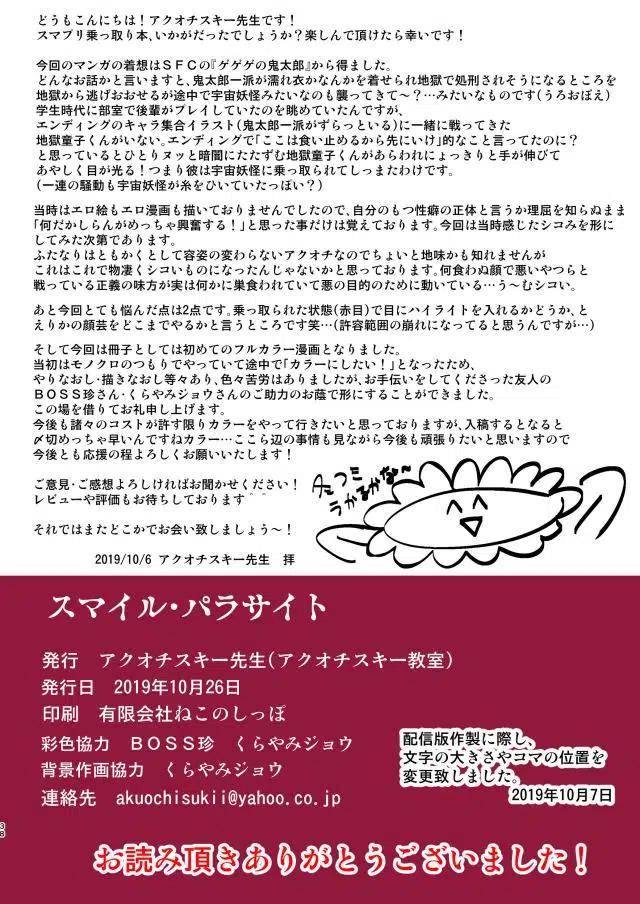 どうもこんにちは！アクオチスキー先生です！
スマプリ乗っ取り本、いかがだったでしょうか？楽しんで頂けたら幸いです！
今回のマンガの着想はＳＦＣの『ゲゲゲの鬼太郎』から得ました。
どんなお話かと言いますと、鬼太郎一派が濡れ衣かなんかを着せられ地獄で処刑されそうになるところを
地獄から逃げおおせるが途中で宇宙妖怪みたいなのも襲ってきて～？…みたいなものです（うろおぼえ）
学生時代に部室で後輩がプレイしていたのを眺めていたんですが、
エンディングのキャラ集合イラスト（鬼太郎一派がずらっといる）に一緒に戦ってきた
地獄童子くんがいない。エンディングで「ここは食い止めるから先にいけ」的なこと言ってたのに？
と思っているとひとりヌッと暗闇にたたずむ地獄童子くんがあらわれにょっきりと手が伸びて
あやしく目が光る！つまり彼は宇宙妖怪に乗っ取られてしまったわけです。
（一連の騒動も宇宙妖怪が糸をひいていたっぽい？）
当時はエロ絵もエロ漫画も描いておりませんでしたので、自分のもつ性癖の正体と言うか理屈を知らぬまま
「何だかしらんがめっちゃ興奮する！」と思った事だけは覚えております。今回は当時感じたシコみを形に
してみた次第であります。
ふたなりはともかくとして容姿の変わらないアクオチなのでちょいと地味かも知れませんが
これはこれで物凄くシコいものになったんじゃないかと思っております。何食わぬ顔で悪いやつらと
戦っている正義の味方が実は何かに巣食われていて悪の目的のために動いている…う～むシコい。
あと今回とても悩んだ点は2点です。乗っ取られた状態（赤目）で目にハイライトを入れるかどうか、と
えりかの顔芸をどこまでやるかと言うところです笑…（許容範囲の崩れになってると思うんですが…）
そして今回は冊子としては初めてのフルカラー漫画となりました。
当初はモノクロのつもりでやっていて途中で「カラーにしたい！」となったため、
やりなおし・描きなおし等々あり、色々苦労はありましたが、お手伝いをしてくださった友人の
ＢＯＳＳ珍さん・くらやみジョウさんのご助力のお蔭で形にすることができました。
この場を借りてお礼申し上げます。
今後も諸々のコストが許す限りカラーをやって行きたいと思っておりますが、入稿するとなると
〆切めっちゃ早いんですねカラー…ここら辺の事情も見ながら今後も頑張りたいと思いますので
今後とも応援の程よろしくお願いいたします！
ご意見・ご感想よろしければお聞かせください！
レビューや評価もお待ちしております＾＾
それではまたどこかでお会い致しましょう～！
2019/10/6 アクオチスキー先生　拝
スマイル・パラサイト
発行　アクオチスキー先生（アクオチスキー教室）
発行日　2019年10月26日
印刷　有限会社ねこのしっぽ
彩色協力　ＢＯＳＳ珍　くらやみジョウ
背景作画協力　くらやみジョウ
連絡先　akuochisukii@yahoo.co.jp
配信版作製に際し、
文字の大きさやコマの位置を
変更致しました。
2019年10月7日
38
お読み頂きありがとうございました！